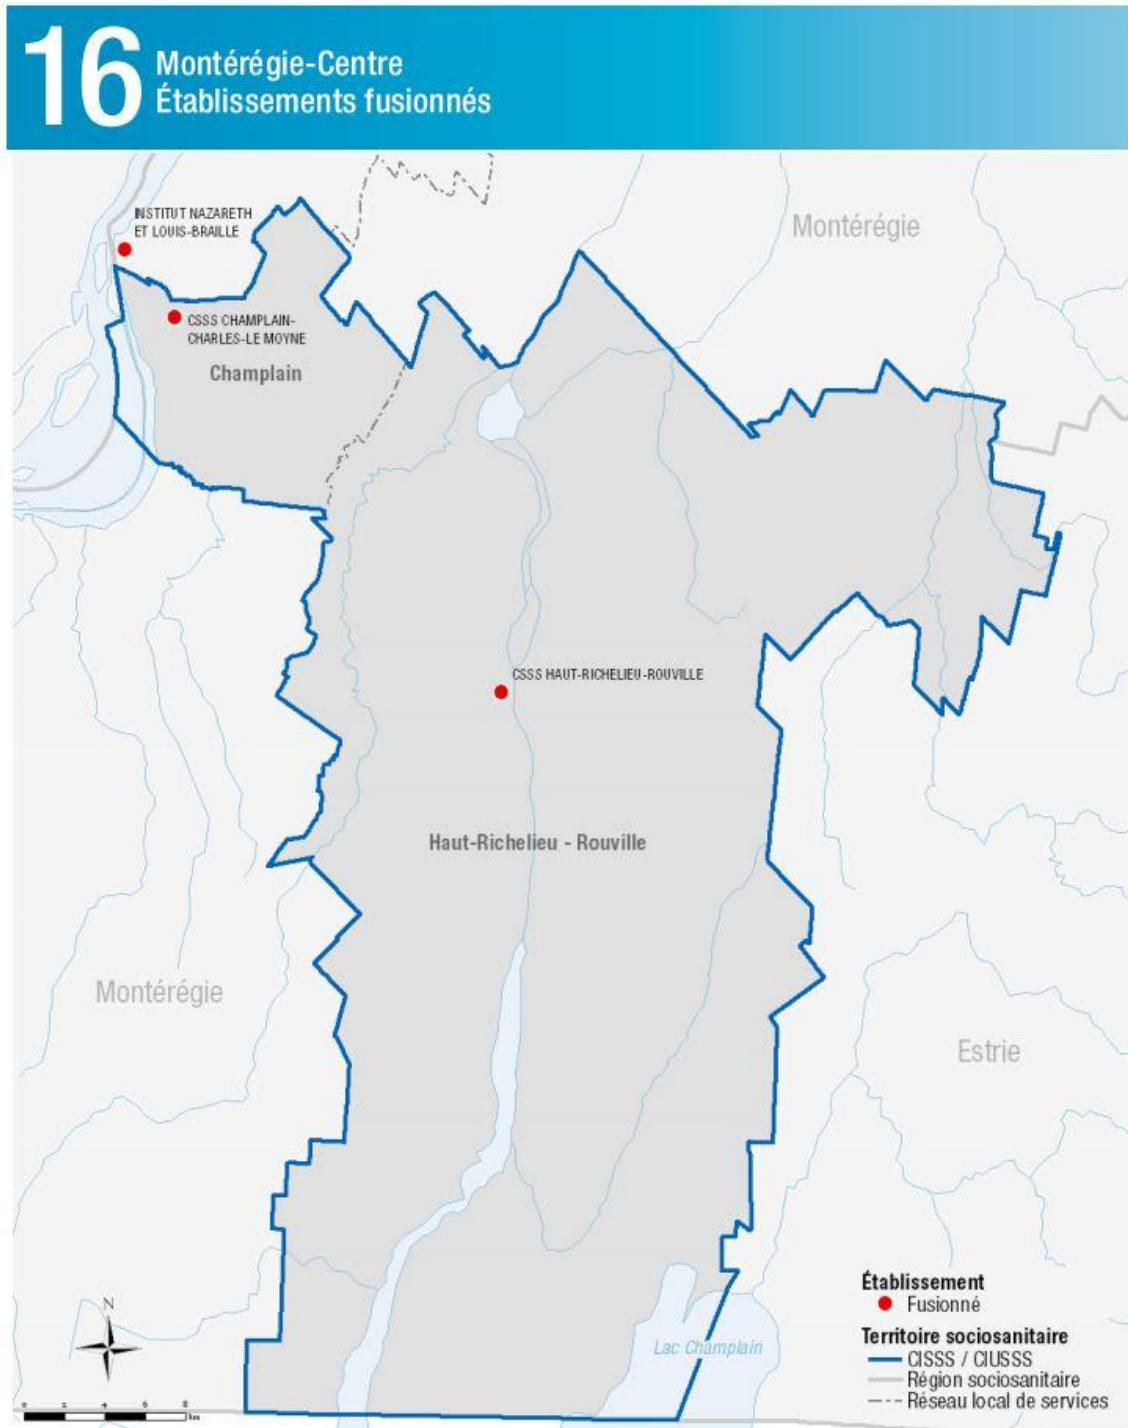 16
Montérégie-Centre
Établissements fusionnés
INSTITUT NAZARETH
ET LOUIS-BRAILLE
Montérégie
CSSS CHAMPLAIN-
CHARLES-LE MOYNE
Champlain
CSSS HAUT-RICHELIEU-ROUVILLE
Haut-Richelieu - Rouville
Montérégie
Estrie
Lac Champlain
N
Établissement
Fusionné
Territoire sociosanitaire
CISSS / CIUSSS
Région sociosanitaire
Réseau local de services